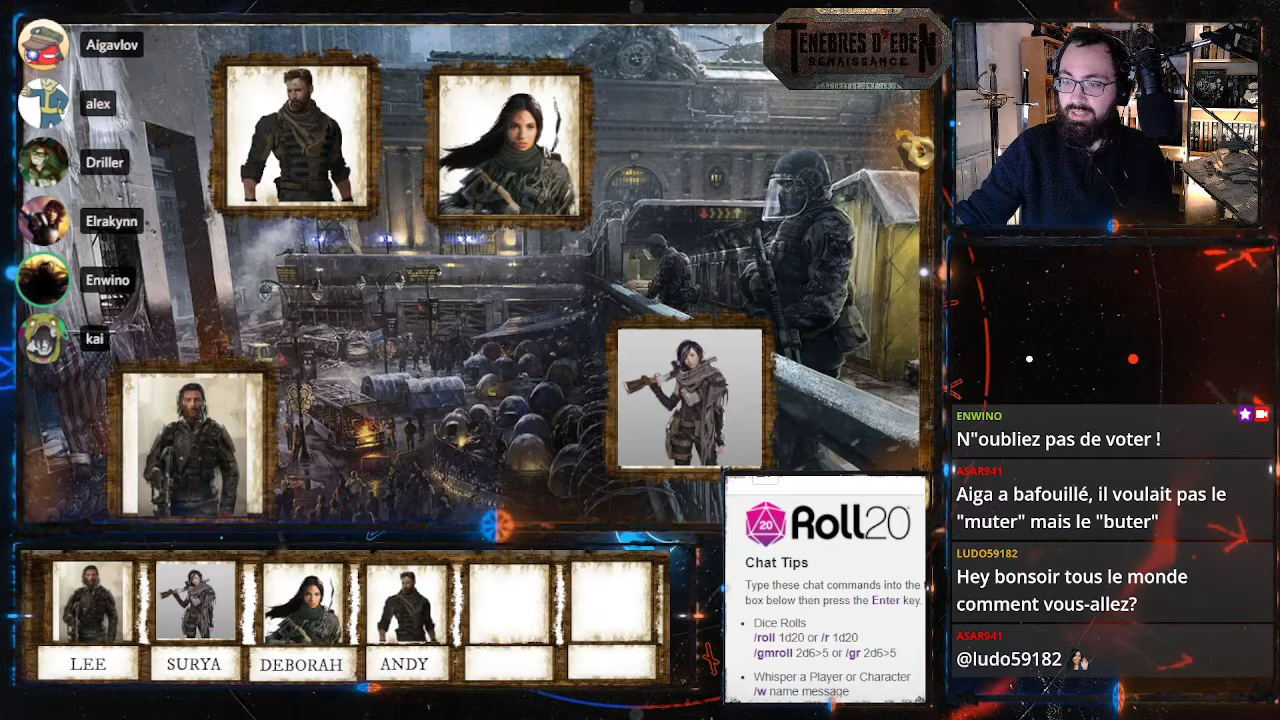 Aigavlov
alex
Driller
Elrakynn
Enwino
kai
TENEBRES D'EDEN
RENAISSANCE
ENWINO
N"oubliez pas de voter !
ASAR941
Aiga a bafouillé, il voulait pas le
"muter" mais le "buter"
LUDO59182
Hey bonsoir tous le monde
comment vous-allez?
ASAR941
@ludo59182
20 Roll20
Chat Tips
Type these chat commands into the
box below then press the Enter key.
• Dice Rolls
/roll 1d20 or /r 1d20
/gmroll 2d6>5 or /gr 2d6>5
• Whisper a Player or Character
/w name message
LEE
SURYA
DEBORAH
ANDY